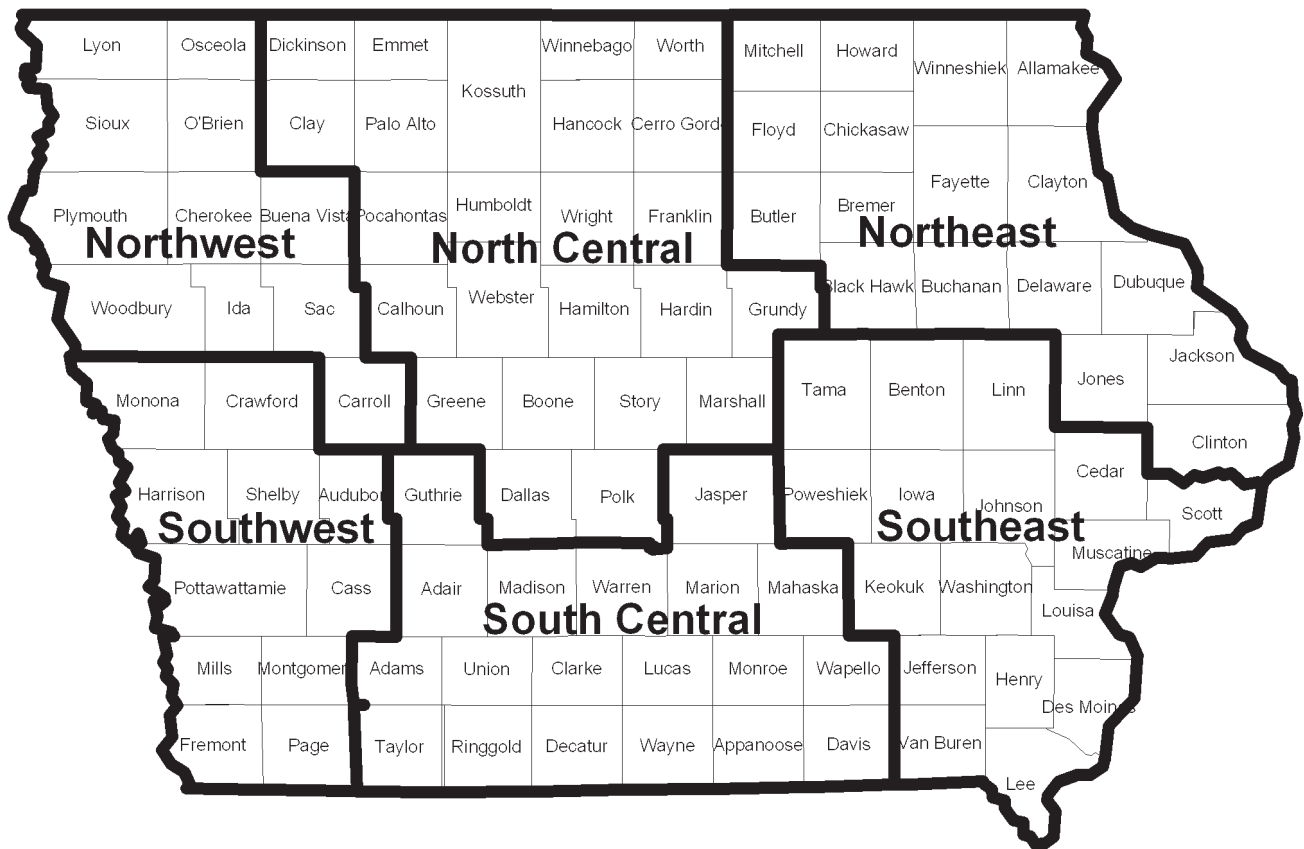 Lyon Osceola Dickinson Emmet Winnebago Worth Mitchell Howard
Winneshiek Allamakee
Kossuth
Sioux O'Brien Clay Palo Alto Hancock Cerro Gord Floyd Chickasaw
Fayette Clayton
Plymouth Cherokee Buena Vista Pocahontas Humboldt Wright Franklin Butler Bremer
Northwest North Central Northeast
Woodbury Ida Sac Calhoun Webster Hamilton Hardin Grundy Black Hawk Buchanan Delaware Dubuque
Jackson
Monona Crawford Carroll Greene Boone Story Marshall Tama Benton Linn Jones
Clinton
Harrison Shelby Audubon Guthrie Dallas Polk Jasper Poweshiek Iowa Johnson Cedar
Scott
Southwest Southeast
Muscatine
Pottawattamie Cass Adair Madison Warren Marion Mahaska Keokuk Washington
Louisa
South Central
Mills Montgomery Adams Union Clarke Lucas Monroe Wapello Jefferson Henry
Des Moines
Fremont Page Taylor Ringgold Decatur Wayne Appanoose Davis Van Buren
Lee